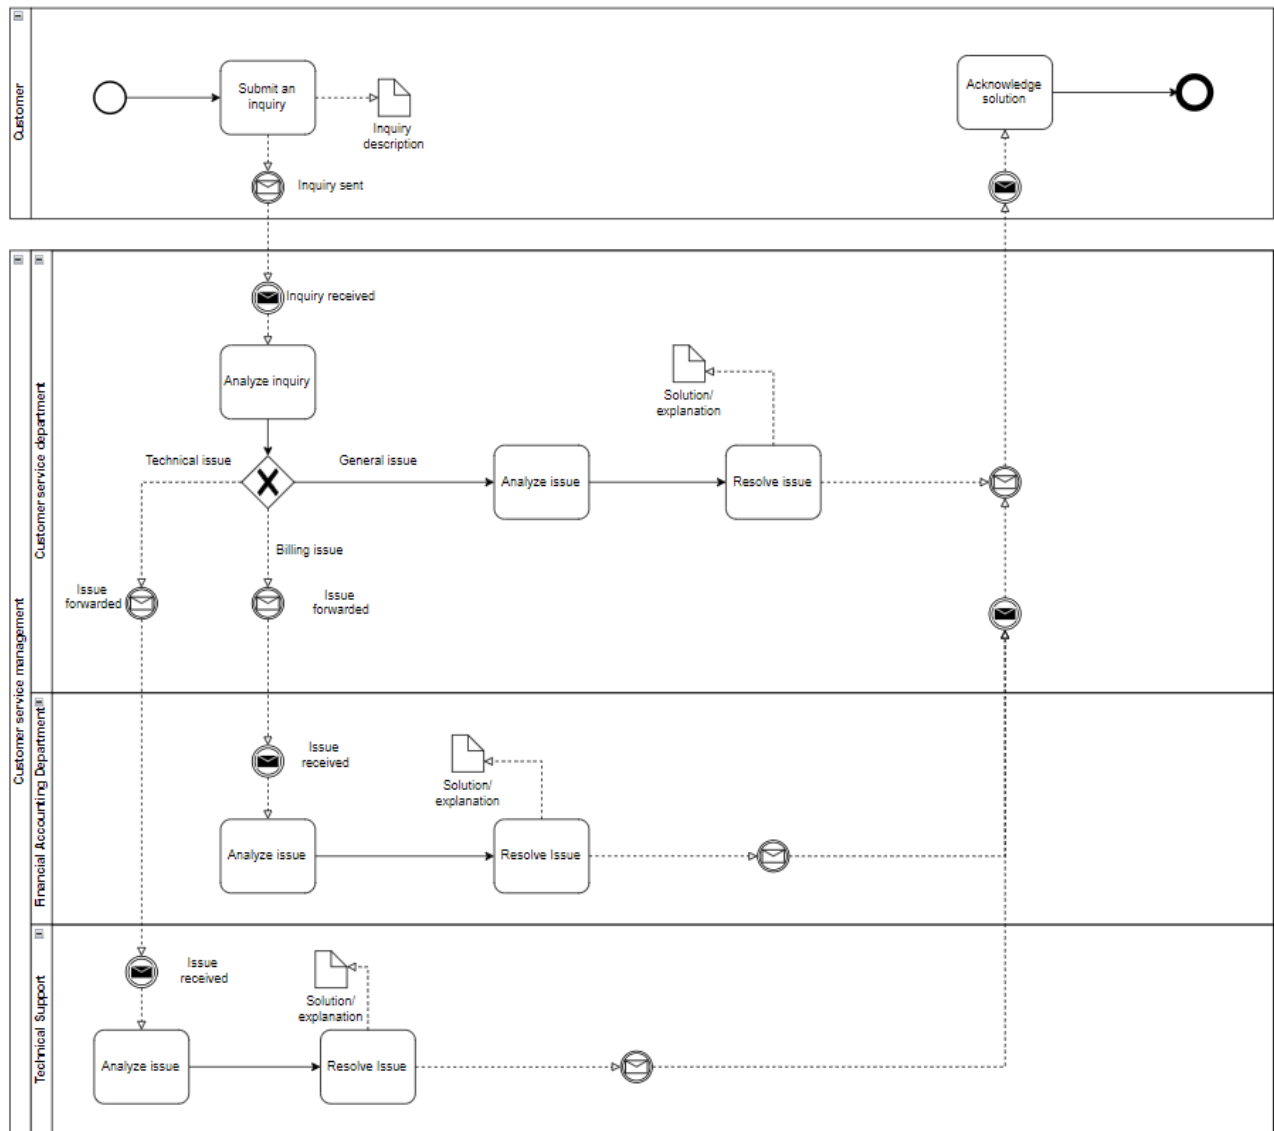 Customer
Submit an
inquiry
Inquiry
description
Inquiry sent
Acknowledge
solution
Customer service management
Customer service department
Inquiry received
Analyze inquiry
Technical issue
General issue
Billing issue
Analyze issue
Solution/
explanation
Resolve issue
Issue
forwarded
Issue
forwarded
Financial Accounting Department
Issue
received
Solution/
explanation
Analyze issue
Resolve Issue
Technical Support
Issue
received
Solution/
explanation
Analyze issue
Resolve Issue